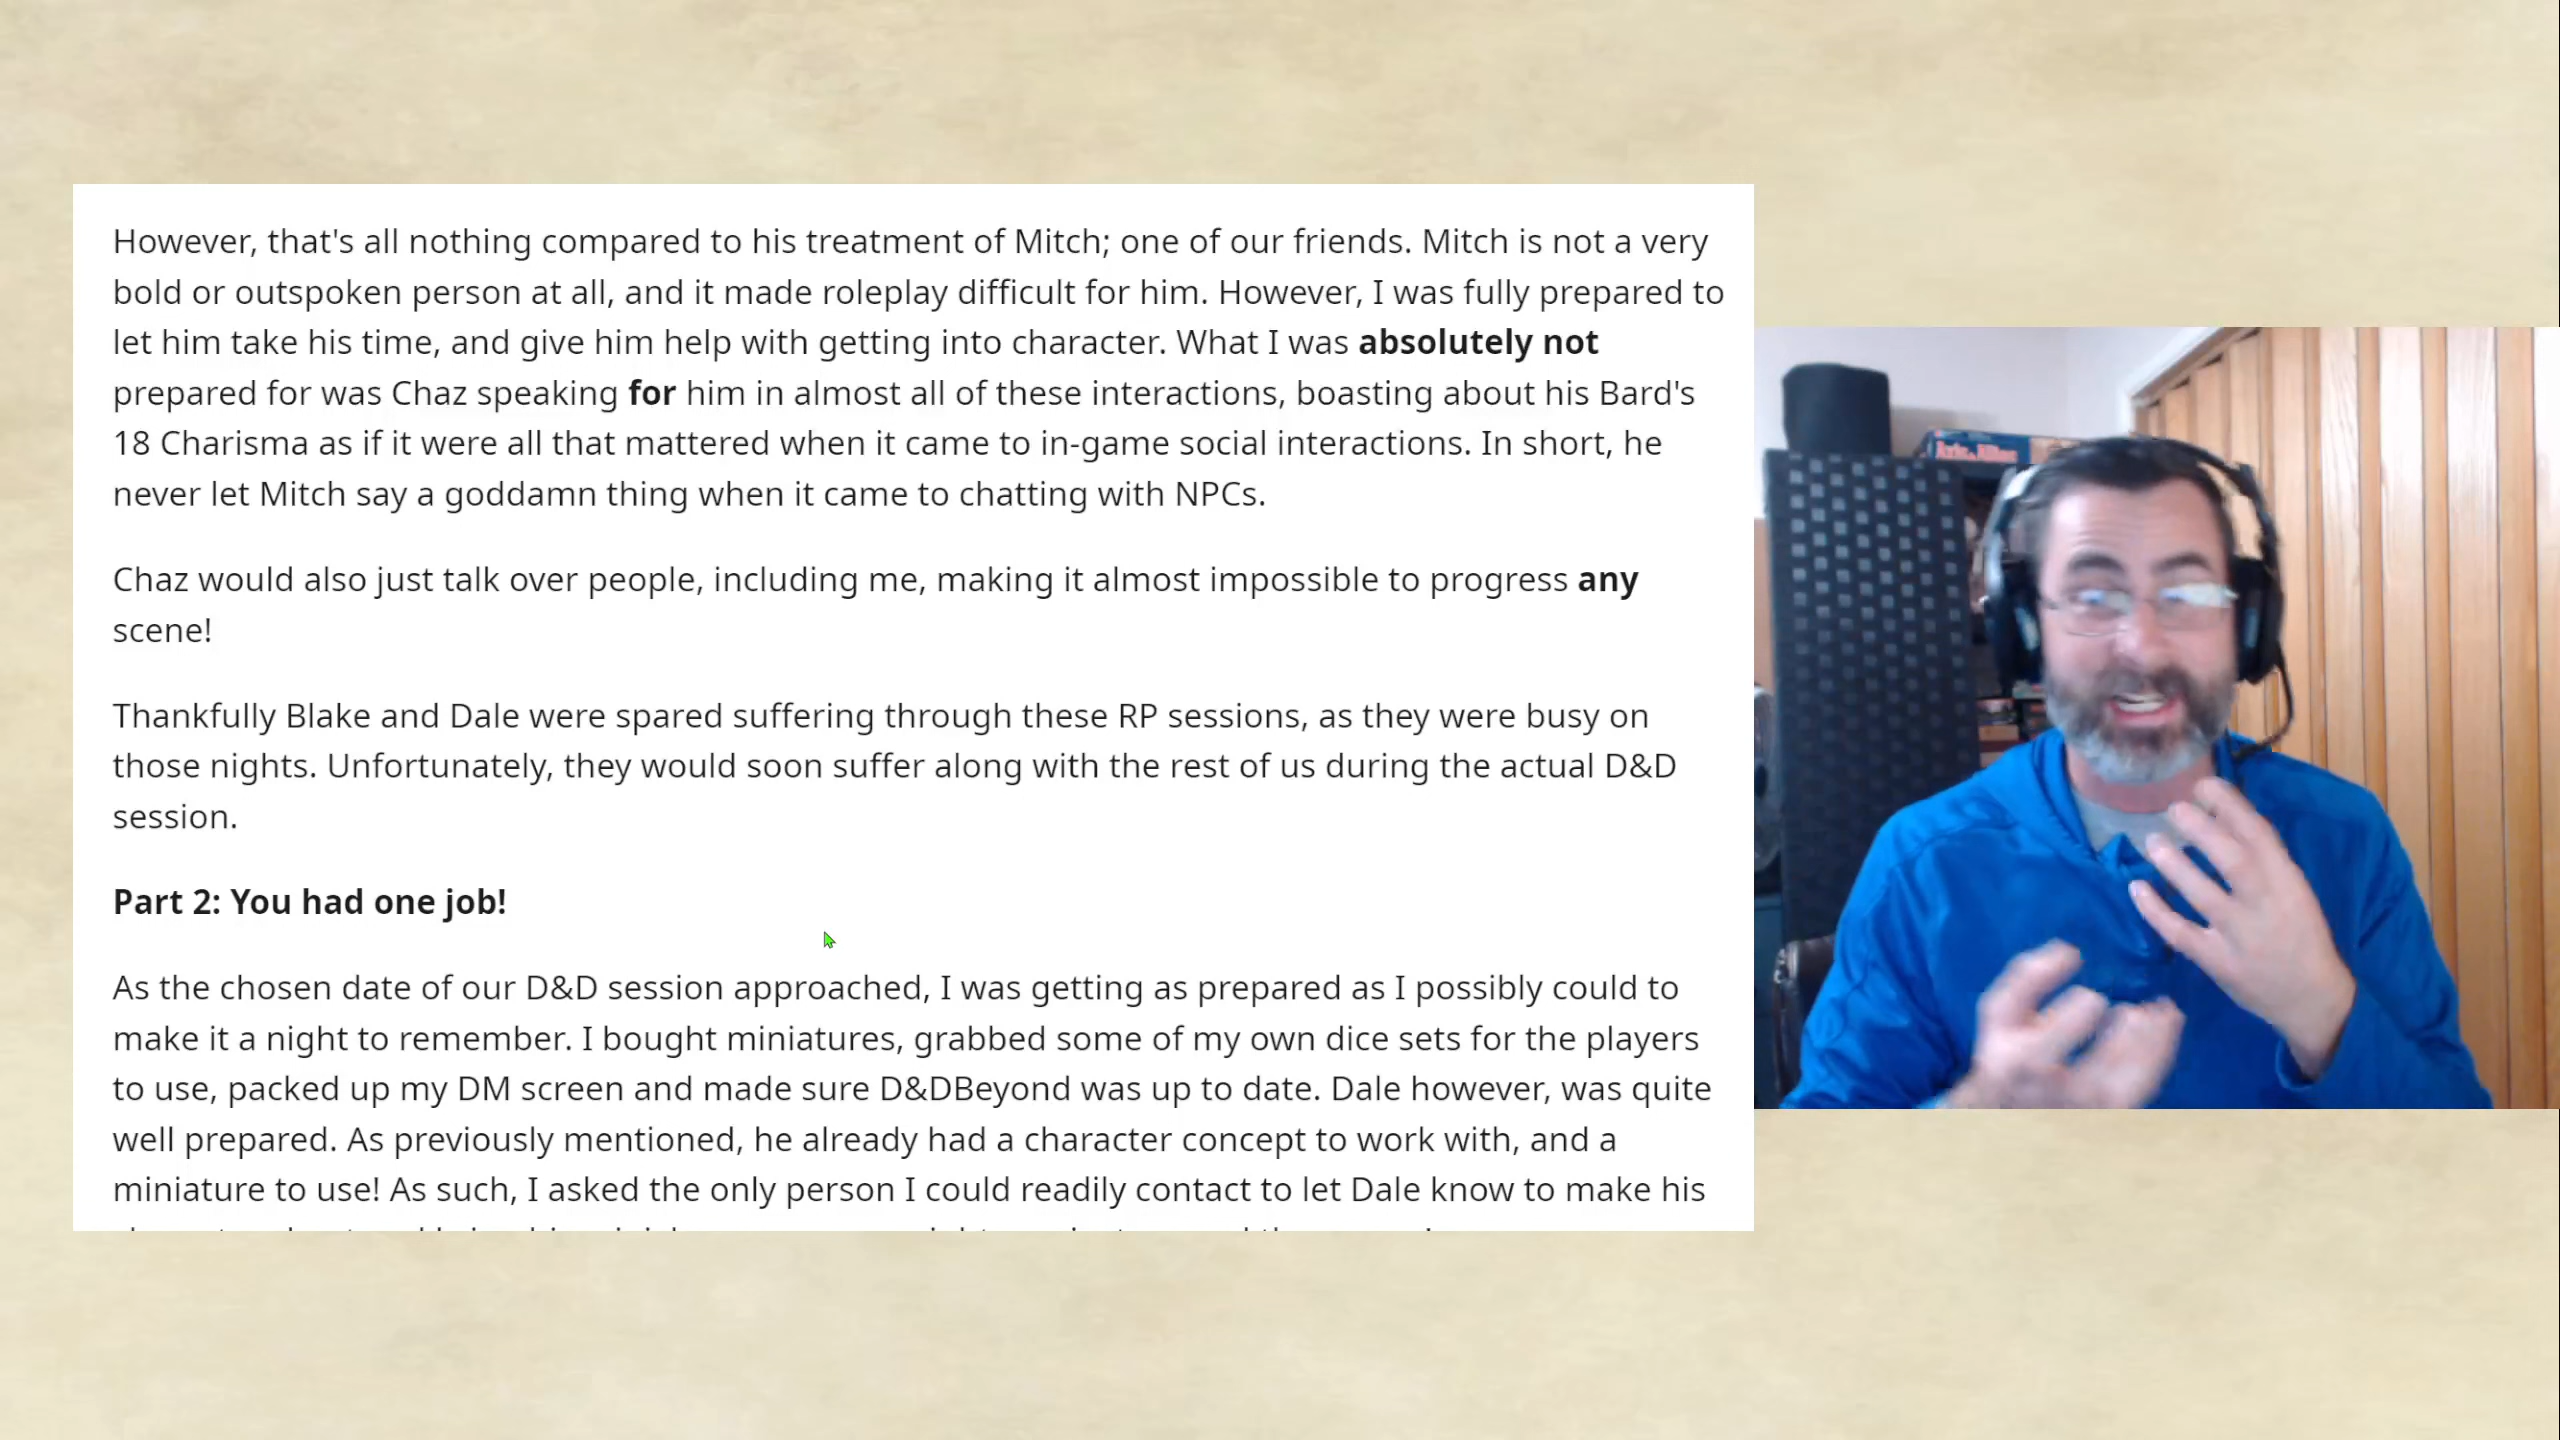 However, that's all nothing compared to his treatment of Mitch; one of our friends. Mitch is not a very
bold or outspoken person at all, and it made roleplay difficult for him. However, I was fully prepared to
let him take his time, and give him help with getting into character. What I was absolutely not
prepared for was Chaz speaking for him in almost all of these interactions, boasting about his Bard's
18 Charisma as if it were all that mattered when it came to in-game social interactions. In short, he
never let Mitch say a goddamn thing when it came to chatting with NPCs.
Chaz would also just talk over people, including me, making it almost impossible to progress any
scene!
Thankfully Blake and Dale were spared suffering through these RP sessions, as they were busy on
those nights. Unfortunately, they would soon suffer along with the rest of us during the actual D&D
session.
Part 2: You had one job!
As the chosen date of our D&D session approached, I was getting as prepared as I possibly could to
make it a night to remember. I bought miniatures, grabbed some of my own dice sets for the players
to use, packed up my DM screen and made sure D&DBeyond was up to date. Dale however, was quite
well prepared. As previously mentioned, he already had a character concept to work with, and a
miniature to use! As such, I asked the only person I could readily contact to let Dale know to make his
Axis & Allies